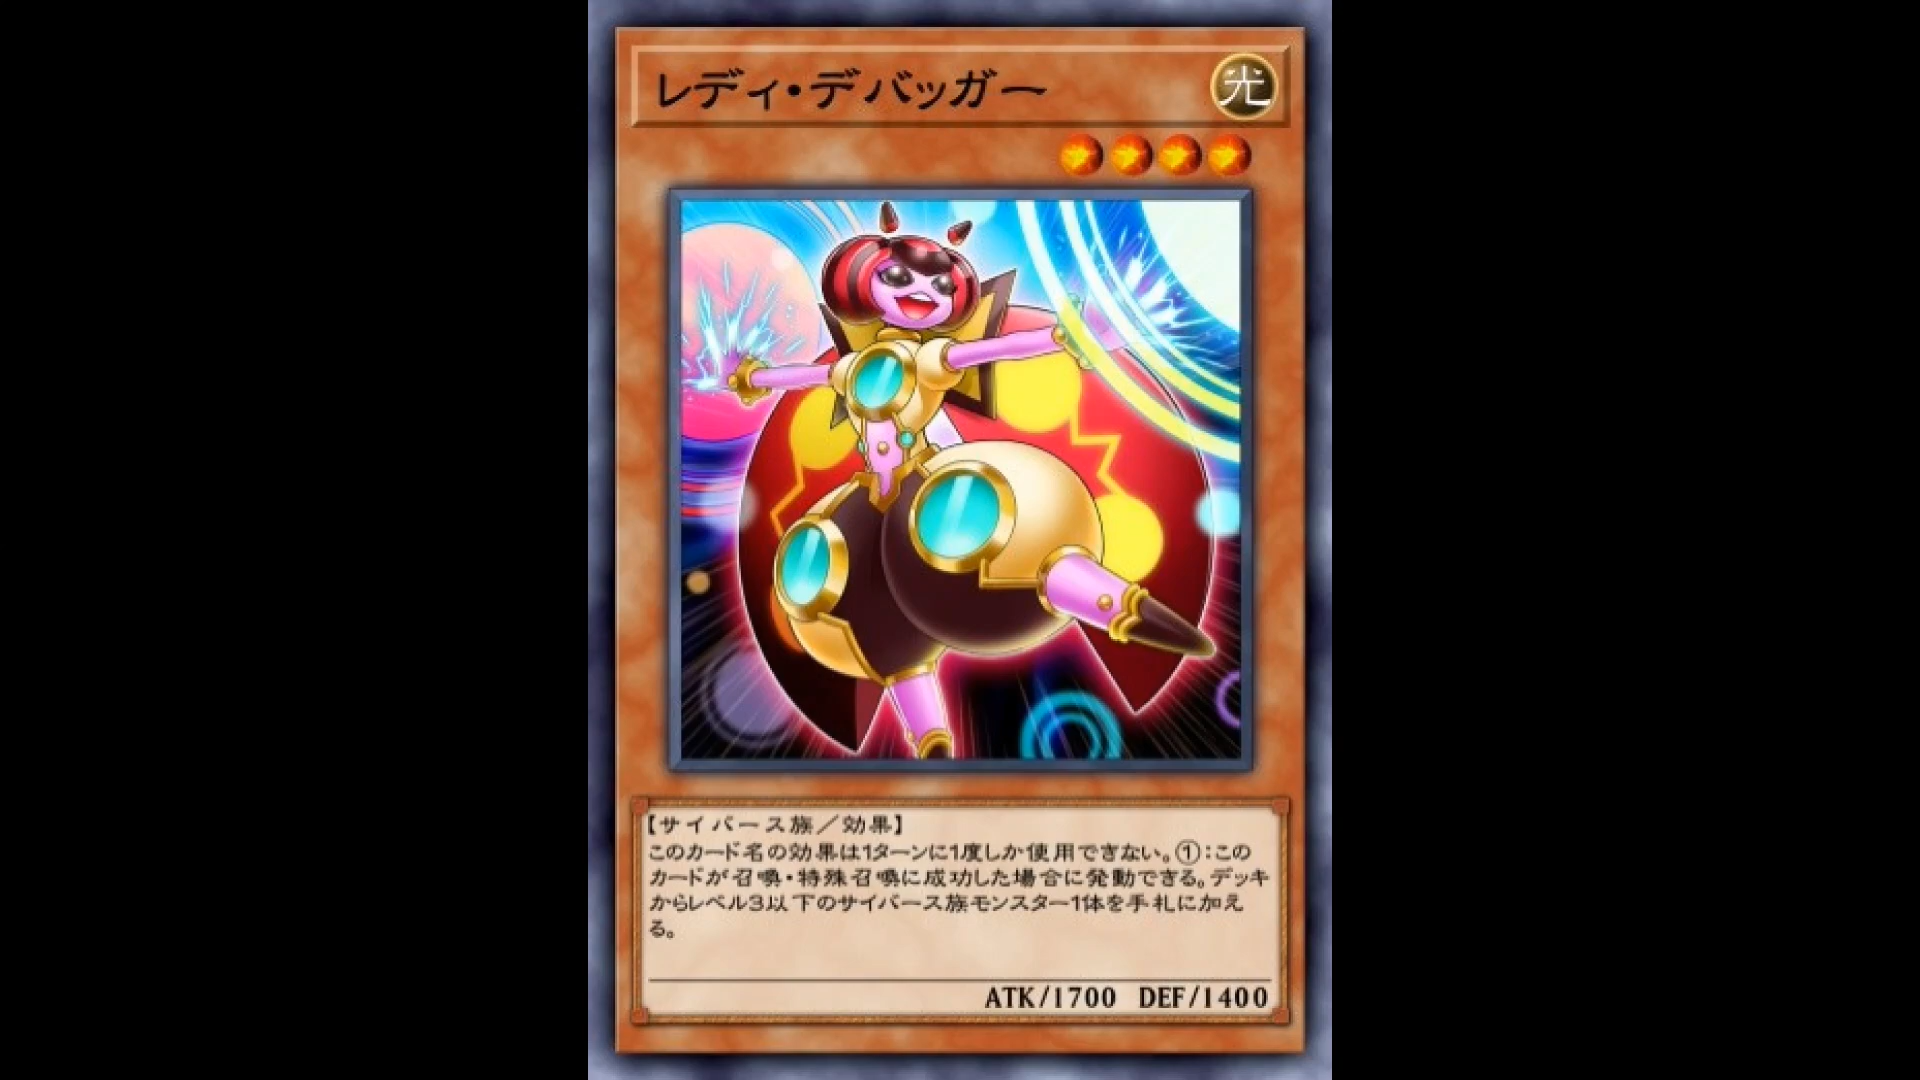 レディ・デバッガー
光
【サイバース族／効果】
このカード名の効果は1ターンに1度しか使用できない。①：この
カードが召喚・特殊召喚に成功した場合に発動できる。デッキ
からレベル3以下のサイバース族モンスター1体を手札に加え
る。
ATK/1700 DEF/1400